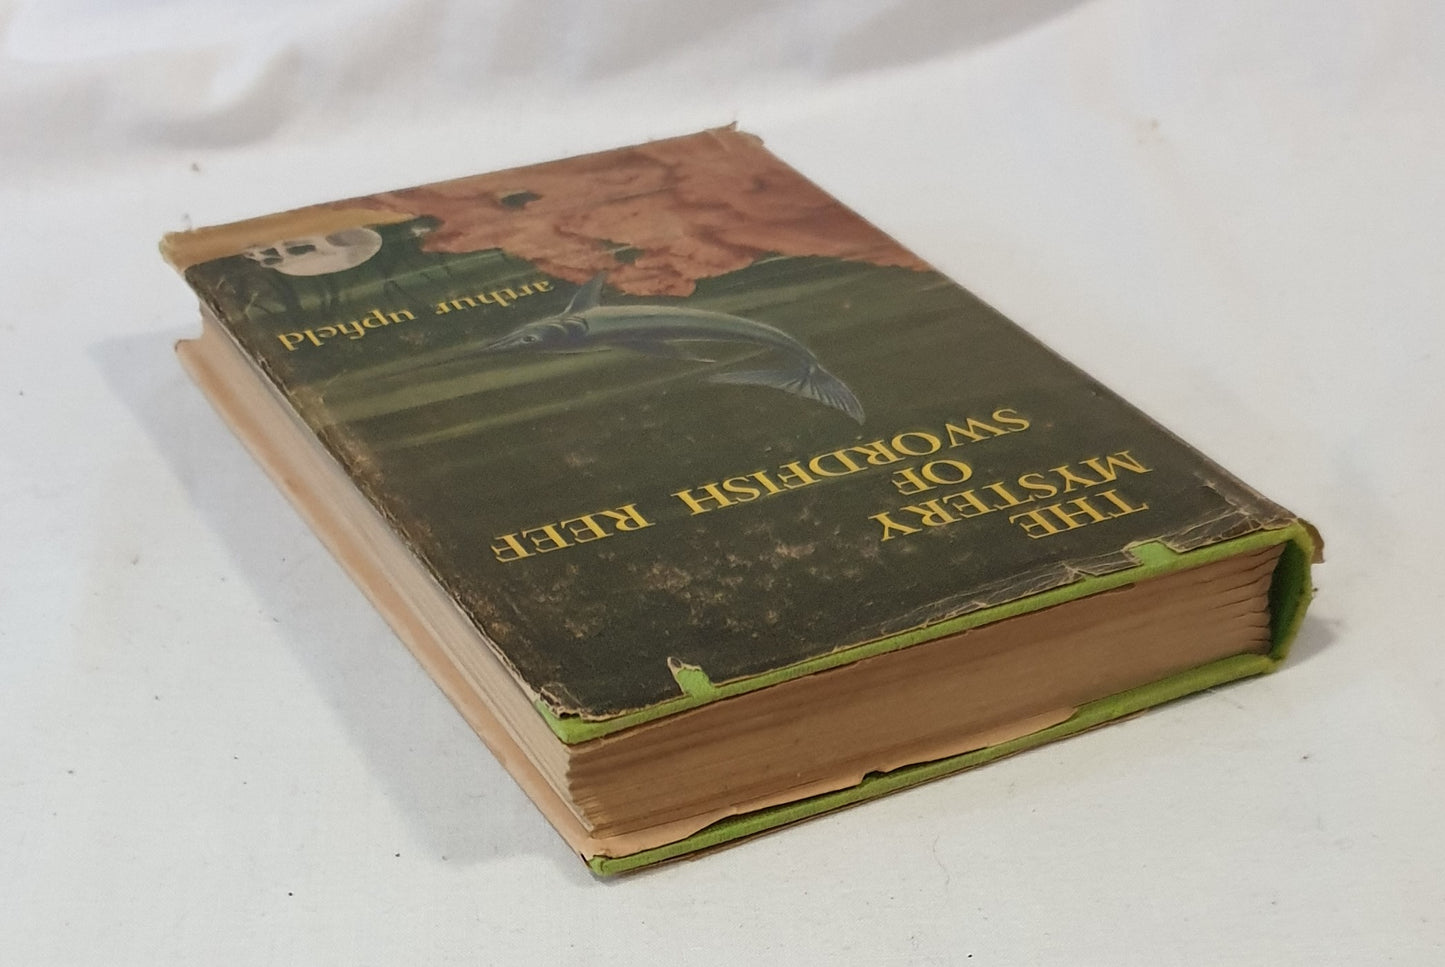 THE
MYSTERY
OF
SWORDFISH REEF
arthur upfield